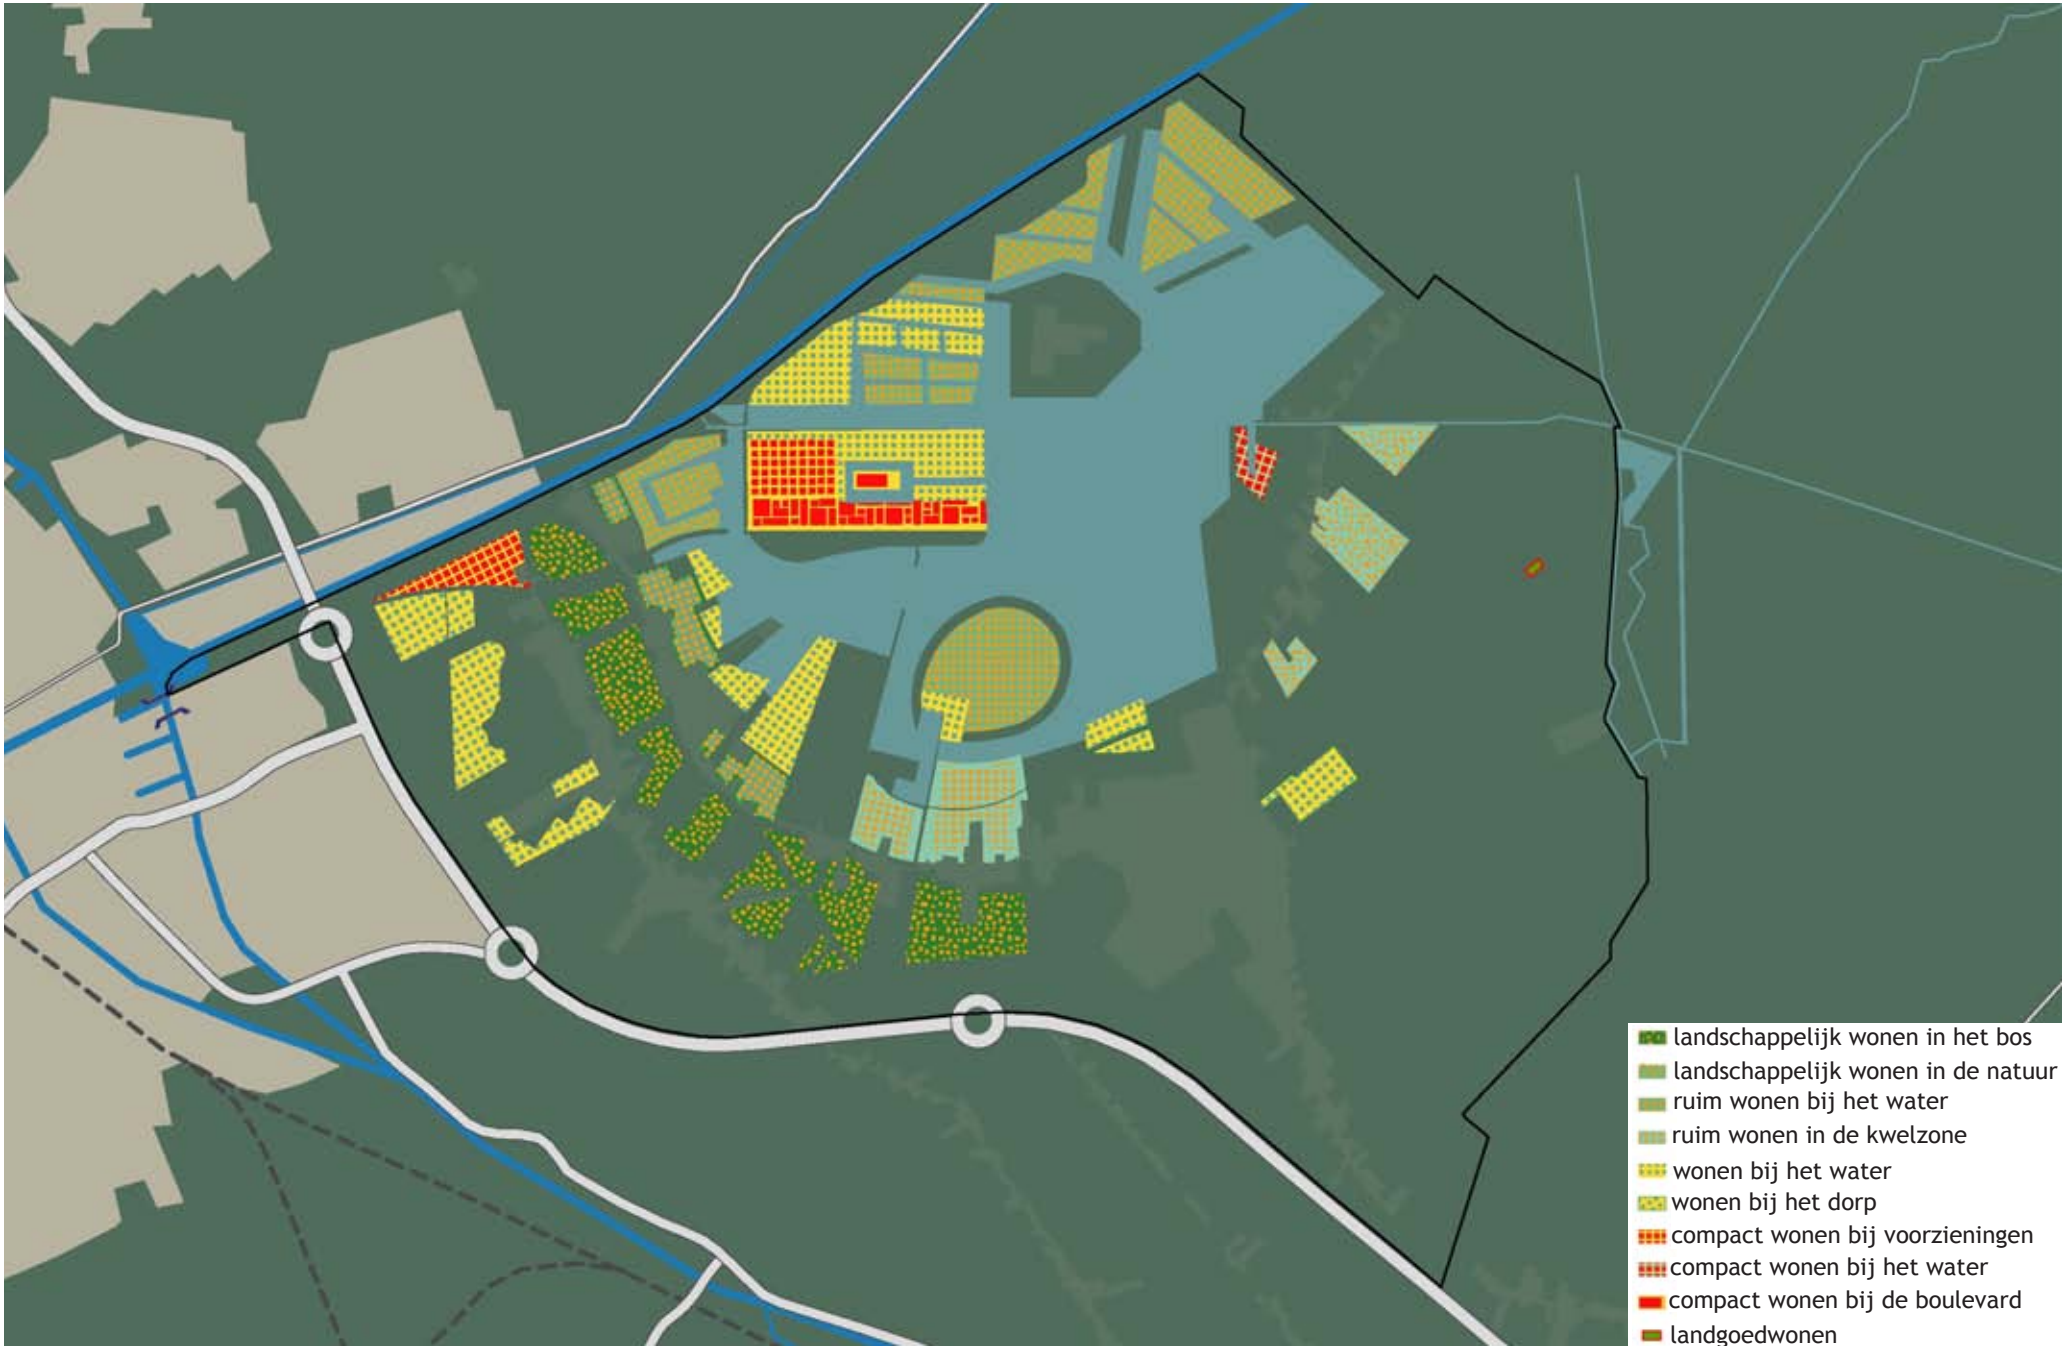 landschappelijk wonen in het bos
landschappelijk wonen in de natuur
ruim wonen bij het water
ruim wonen in de kwelzone
wonen bij het water
wonen bij het dorp
compact wonen bij voorzieningen
compact wonen bij het water
compact wonen bij de boulevard
landgoedwonen